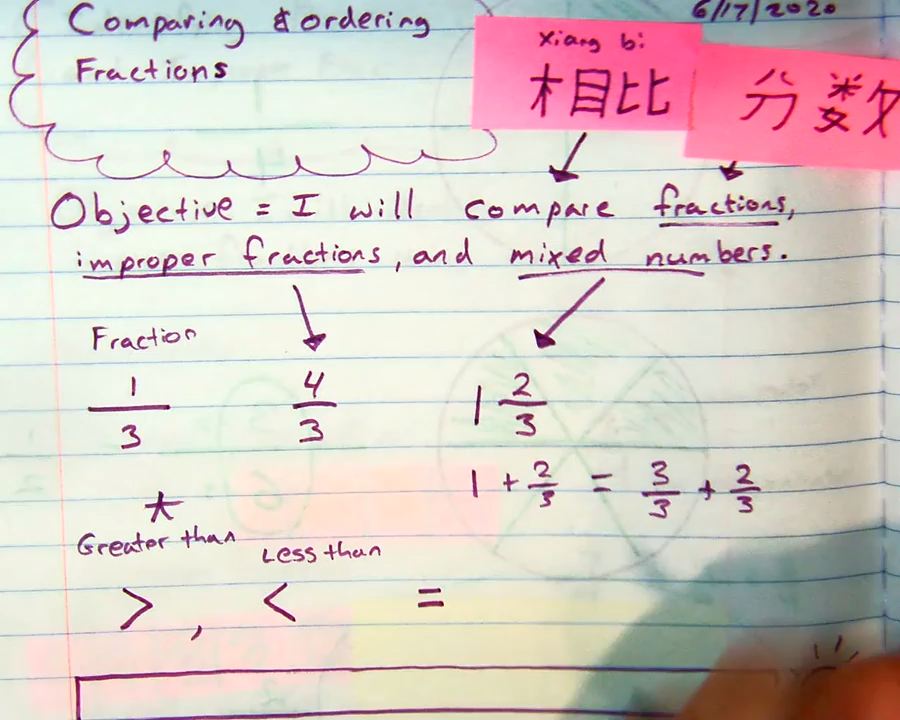 Comparing & ordering
Fractions
6/17/2020
xiang bi
相比
分数
Objective = I will compare fractions,
improper fractions, and mixed numbers.
Fraction
1/3 4/3 1 2/3
1 + 2/3 = 3/3 + 2/3
*
Greater than Less than
> , < =